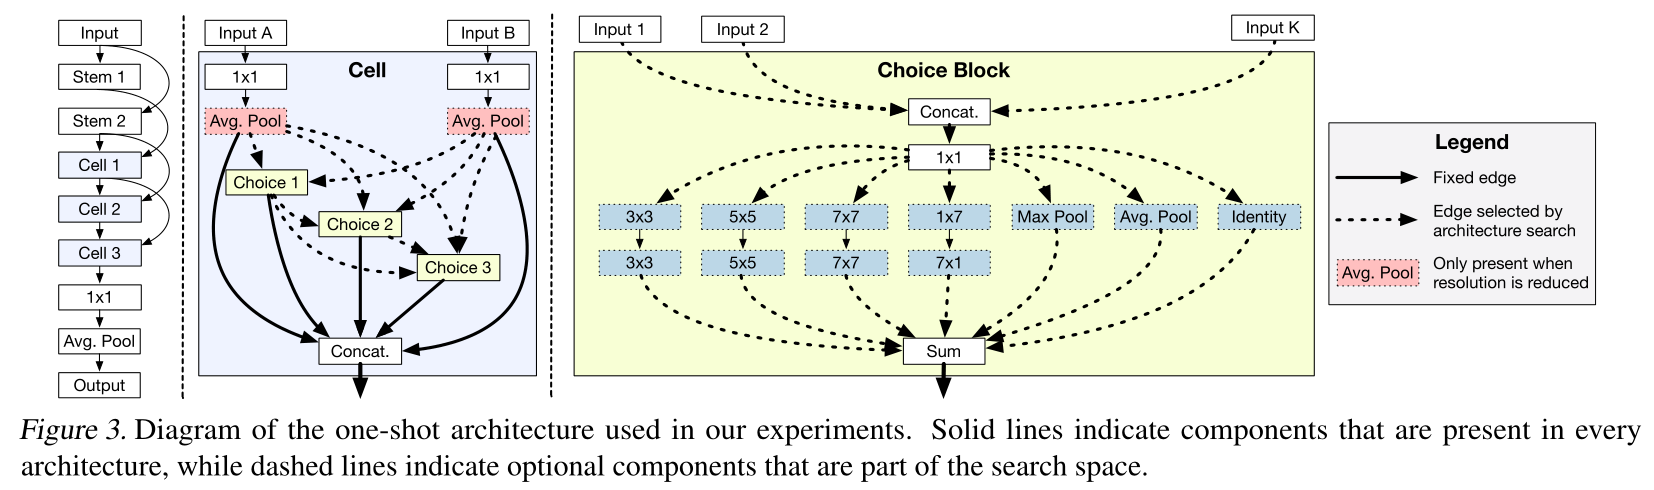 Input
Stem 1
Stem 2
Cell 1
Cell 2
Cell 3
1x1
Avg. Pool
Output
Input A
Input B
Cell
1x1
1x1
Avg. Pool
Avg. Pool
Choice 1
Choice 2
Choice 3
Concat.
Input 1
Input 2
Input K
Choice Block
Concat.
1x1
3x3
5x5
7x7
1x7
Max Pool
Avg. Pool
Identity
3x3
5x5
7x7
7x1
Sum
Legend
Fixed edge
Edge selected by
architecture search
Avg. Pool
Only present when
resolution is reduced
Figure 3. Diagram of the one-shot architecture used in our experiments. Solid lines indicate components that are present in every
architecture, while dashed lines indicate optional components that are part of the search space.